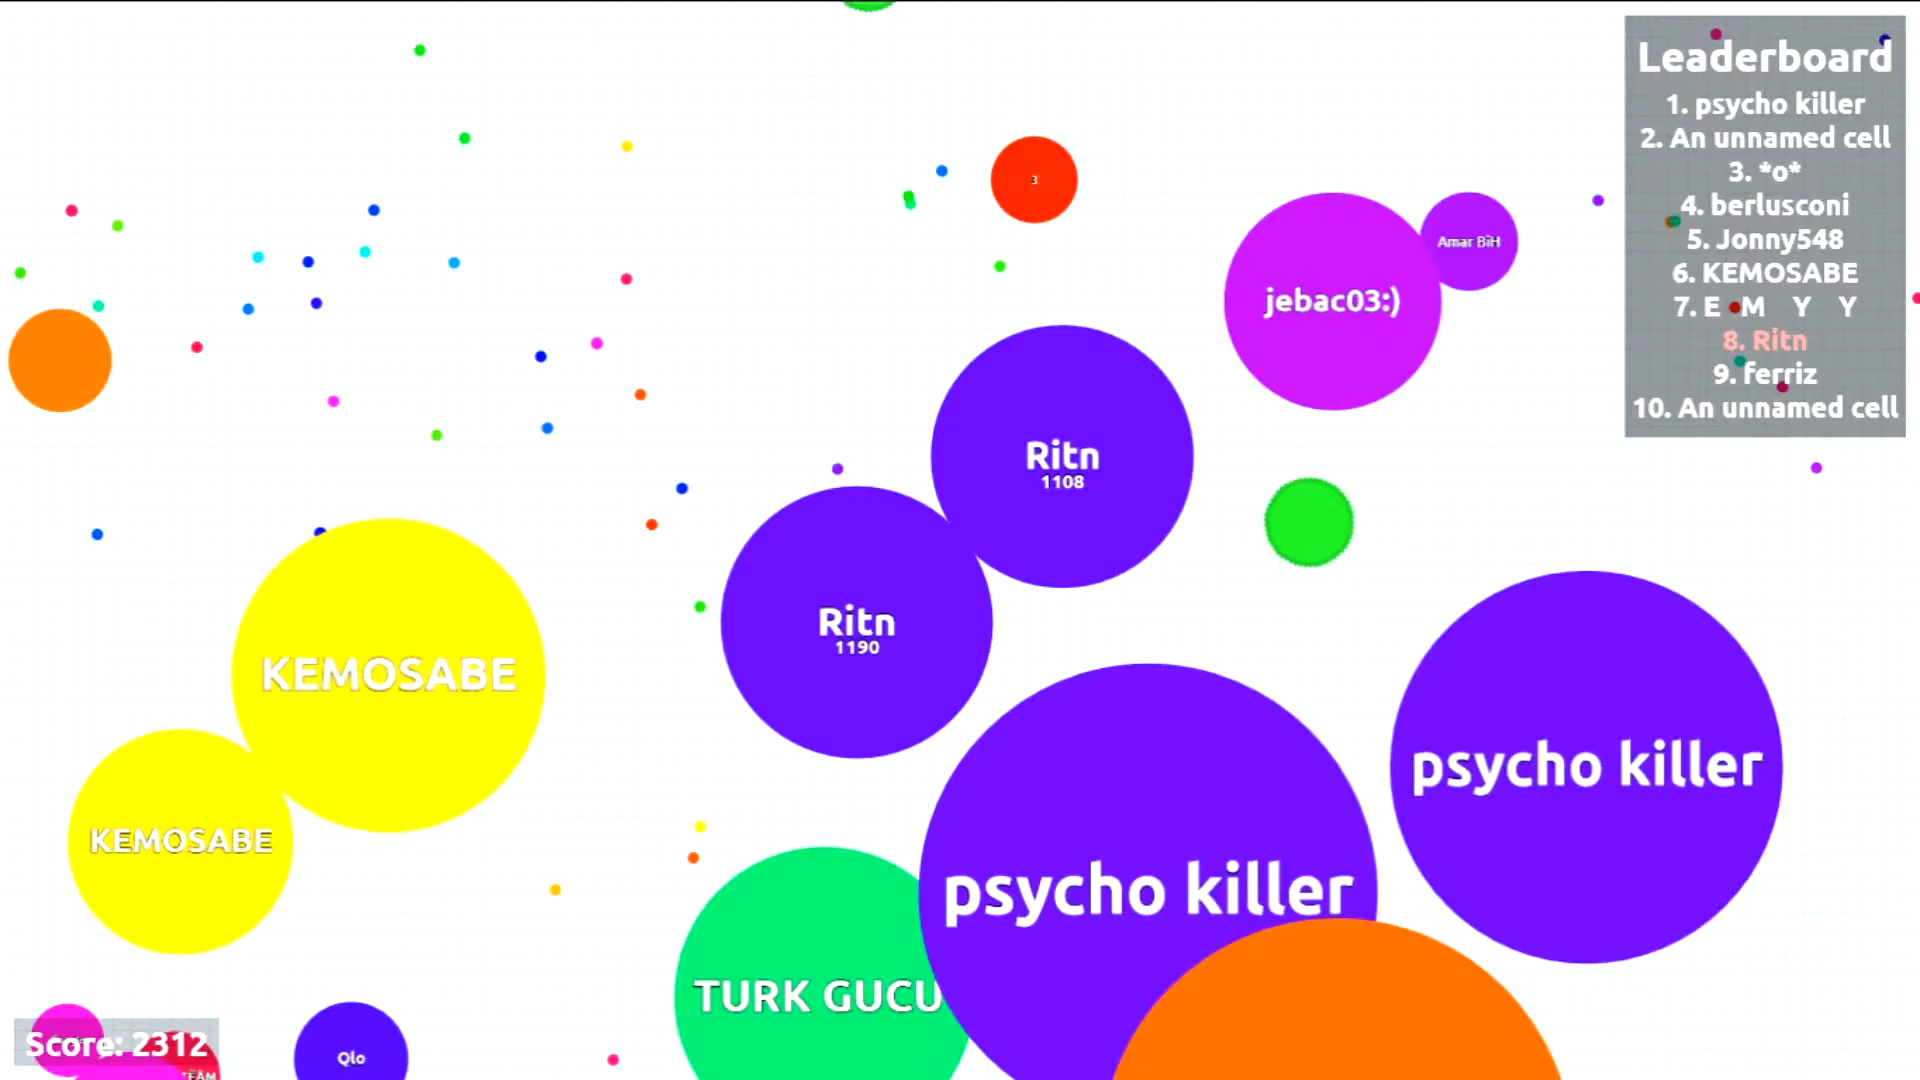 Leaderboard
1. psycho killer
2. An unnamed cell
3. *o*
4. berlusconi
5. Jonny548
6. KEMOSABE
7. E M Y Y
8. Ritn
9. ferriz
10. An unnamed cell
3
Amar BiH
jebac03:)
Ritn
1108
Ritn
1190
KEMOSABE
psycho killer
KEMOSABE
psycho killer
TURK GUCU
Score: 2312
Qlo